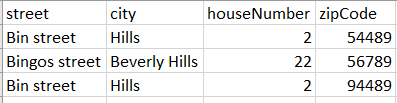 street city houseNumber zipCode
Bin street Hills 2 54489
Bingos street Beverly Hills 22 56789
Bin street Hills 2 94489